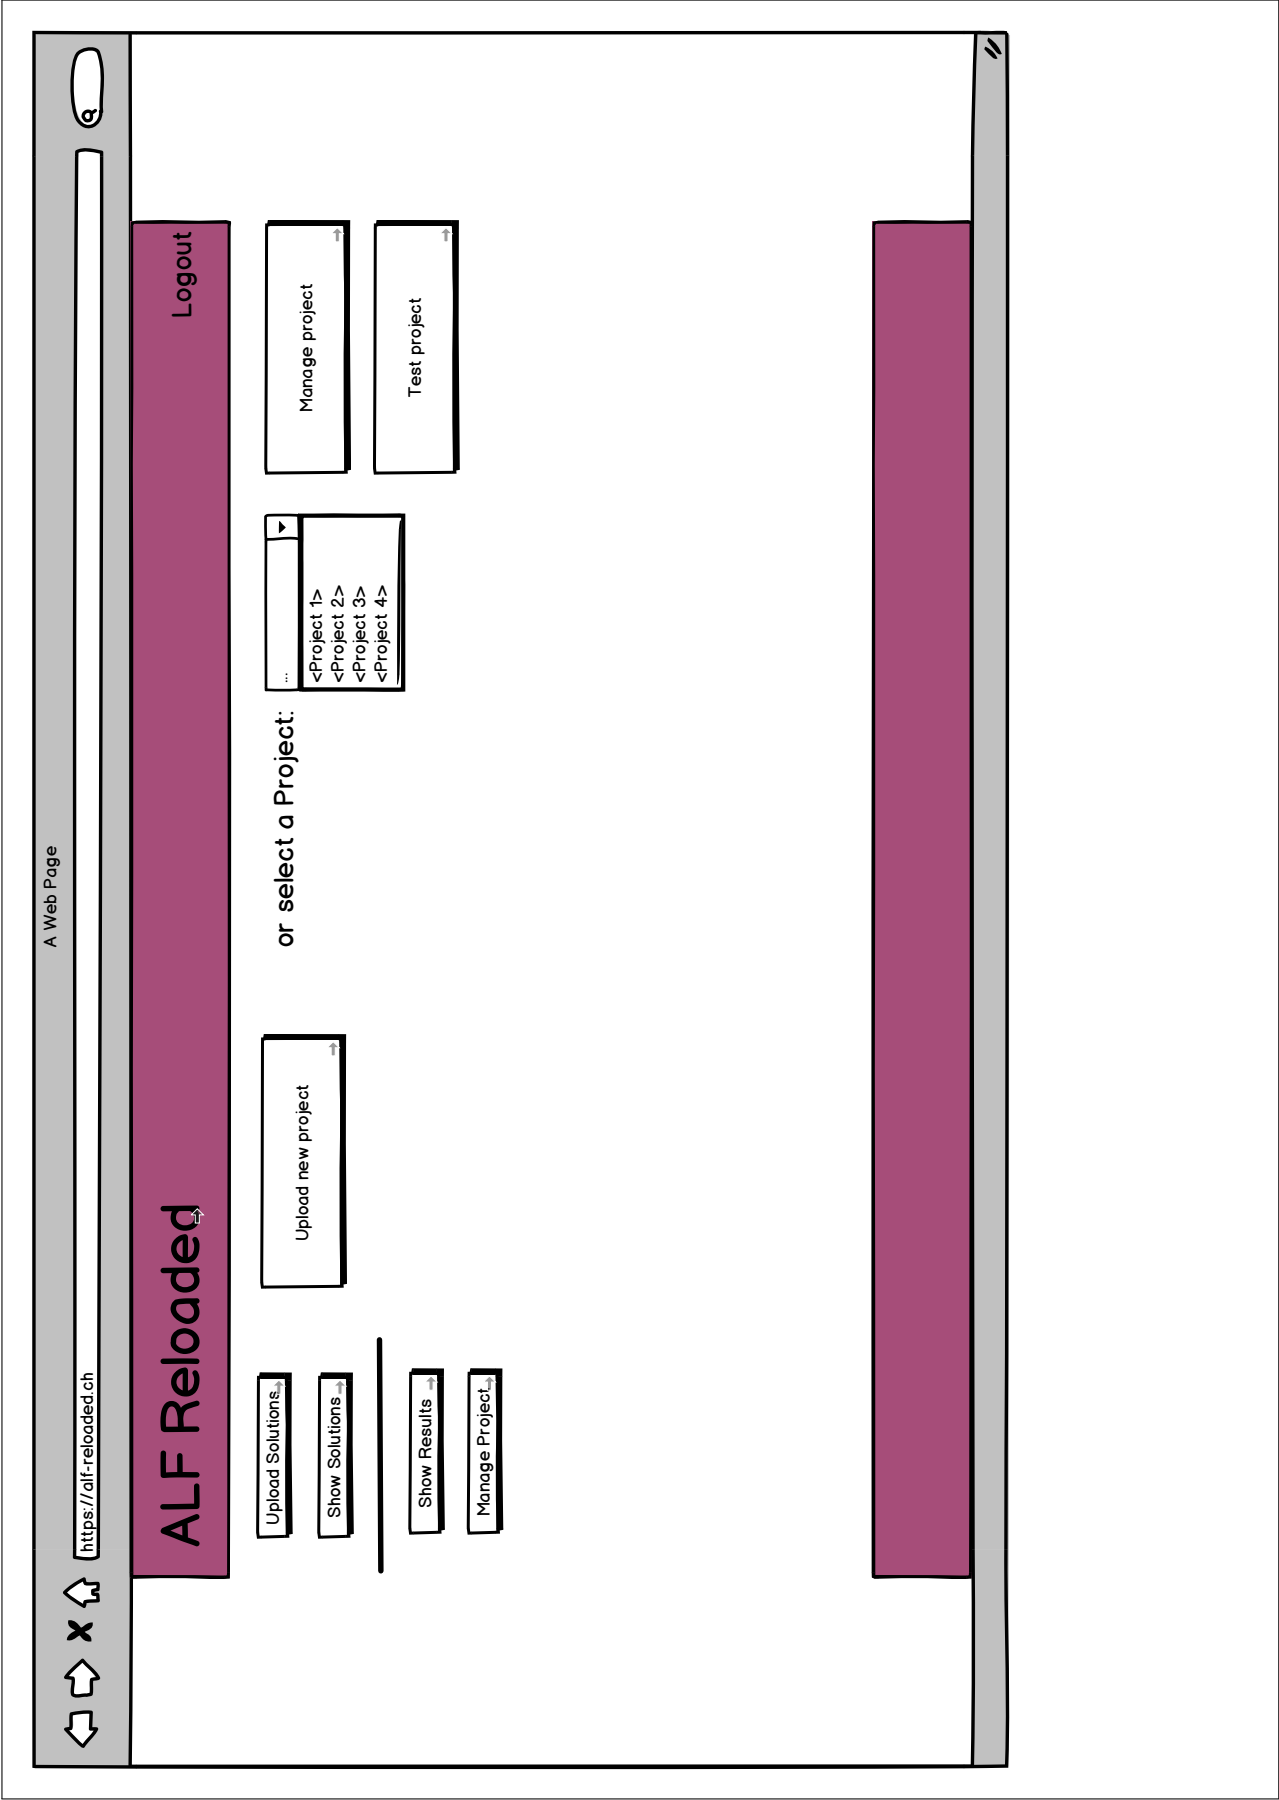 A Web Page
https://alf-reloaded.ch
ALF Reloaded
Logout
Upload Solutions
Show Solutions
Show Results
Manage Project
Upload new project
or select a Project:
...
<Project 1>
<Project 2>
<Project 3>
<Project 4>
Manage project
Test project